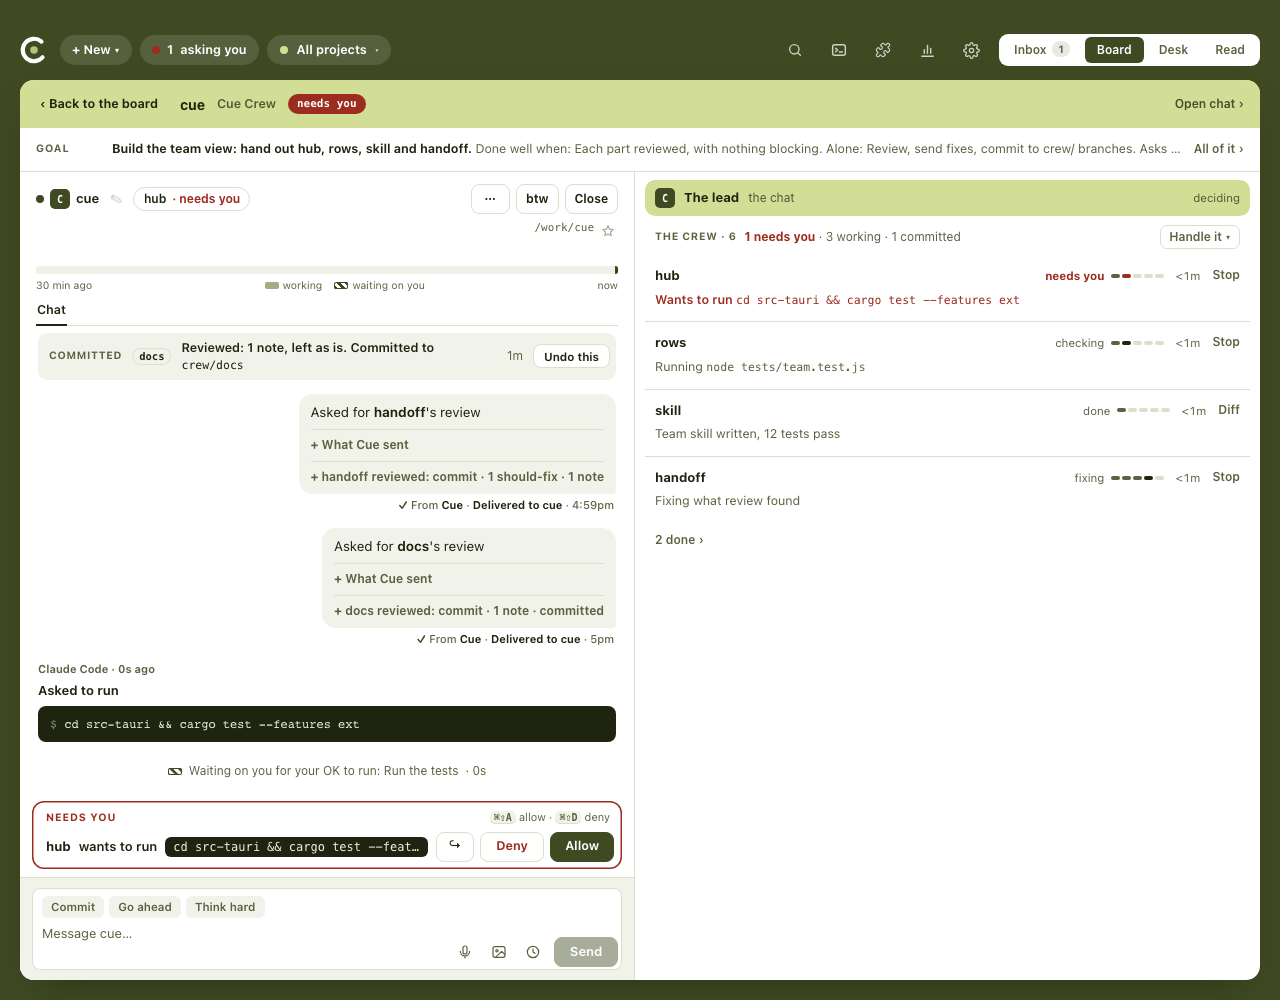 + New ▾
1 asking you
All projects
Inbox 1
Board
Desk
Read
‹ Back to the board
cue
Cue Crew
needs you
Open chat ›
GOAL
Build the team view: hand out hub, rows, skill and handoff. Done well when: Each part reviewed, with nothing blocking. Alone: Review, send fixes, commit to crew/ branches. Asks …
All of it ›
C cue
hub · needs you
···
btw
Close
/work/cue
30 min ago
working
waiting on you
now
Chat
COMMITTED docs Reviewed: 1 note, left as is. Committed to
crew/docs
1m
Undo this
Asked for handoff's review
+ What Cue sent
+ handoff reviewed: commit · 1 should-fix · 1 note
✓ From Cue · Delivered to cue · 4:59pm
Asked for docs's review
+ What Cue sent
+ docs reviewed: commit · 1 note · committed
✓ From Cue · Delivered to cue · 5pm
Claude Code · 0s ago
Asked to run
$ cd src-tauri && cargo test --features ext
Waiting on you for your OK to run: Run the tests · 0s
NEEDS YOU
⌘⇧A allow · ⌘⇧D deny
hub wants to run cd src-tauri && cargo test --feat…
Deny
Allow
Commit
Go ahead
Think hard
Message cue…
Send
C The lead the chat
deciding
THE CREW · 6 1 needs you · 3 working · 1 committed
Handle it ▾
hub
needs you <1m Stop
Wants to run cd src-tauri && cargo test --features ext
rows
checking <1m Stop
Running node tests/team.test.js
skill
done <1m Diff
Team skill written, 12 tests pass
handoff
fixing <1m Stop
Fixing what review found
2 done ›